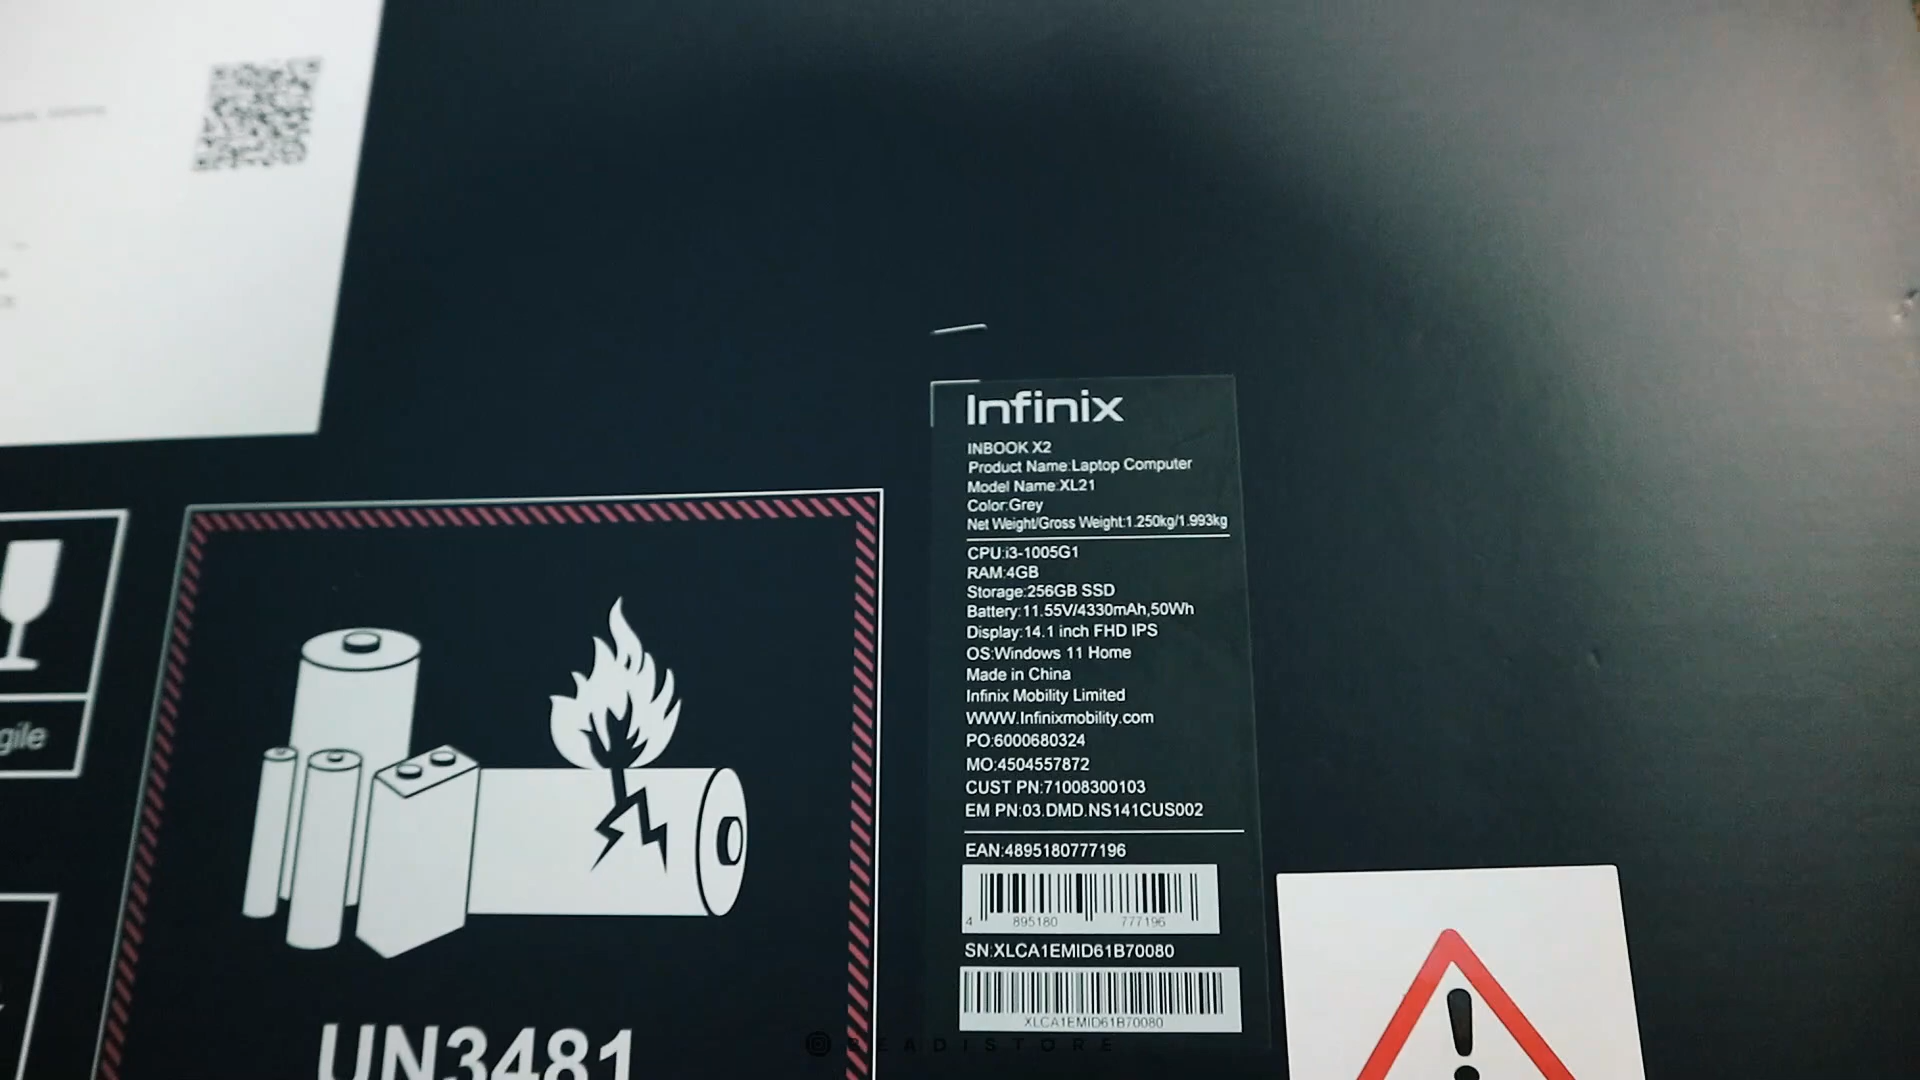 Infinix
INBOOK X2
Product Name:Laptop Computer
Model Name:XL21
Color:Grey
Net Weight/Gross Weight:1.250kg/1.993kg
CPU:i3-1005G1
RAM:4GB
Storage:256GB SSD
Battery:11.55V/4330mAh,50Wh
Display:14.1 inch FHD IPS
OS:Windows 11 Home
Made in China
Infinix Mobility Limited
WWW.Infinixmobility.com
PO:6000680324
MO:4504557872
CUST PN:71008300103
EM PN:03.DMD.NS141CUS002
EAN:4895180777196
4 895180 777196
SN:XLCA1EMID61B70080
XLCA1EMID61B70080
gile
UN3481
READISTORE